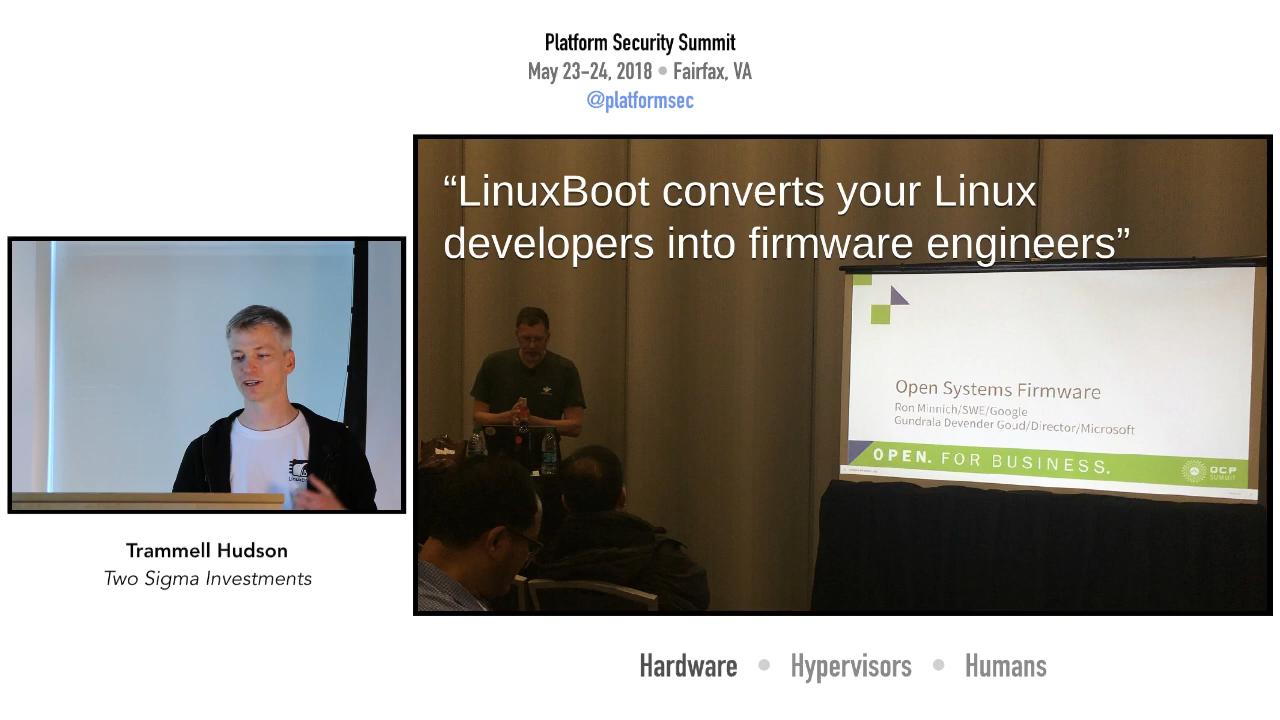 Platform Security Summit
May 23–24, 2018 • Fairfax, VA
@platformsec
“LinuxBoot converts your Linux
developers into firmware engineers”
Open Systems Firmware
Ron Minnich/SWE/Google
Gundrala Devender Goud/Director/Microsoft
OPEN. FOR BUSINESS.
OCP
SUMMIT
Trammell Hudson
Two Sigma Investments
Hardware • Hypervisors • Humans